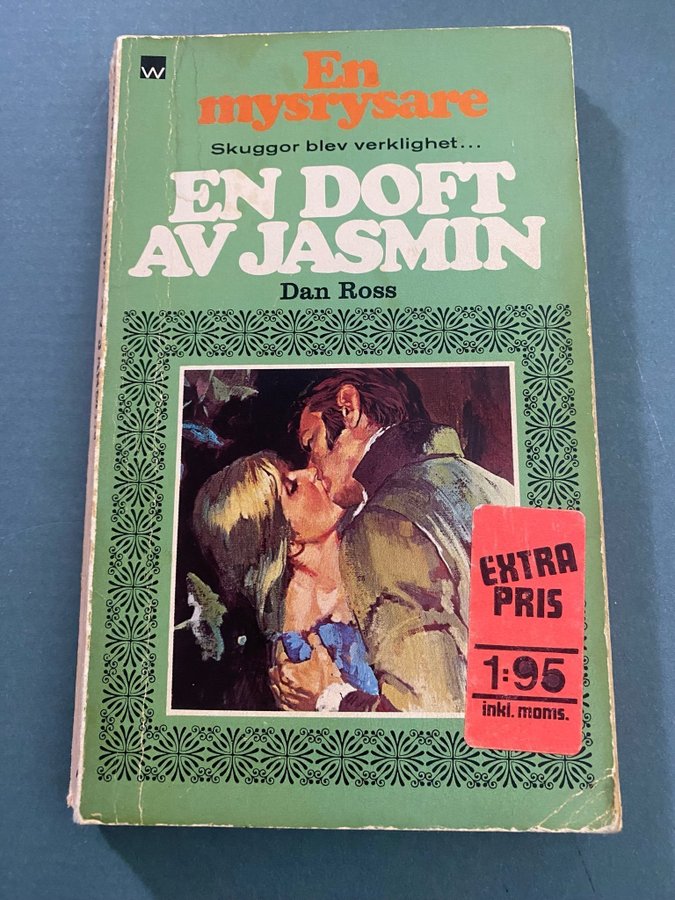 W
En
mysrysare
Skuggor blev verklighet...
EN DOFT
AV JASMIN
Dan Ross
EXTRA
PRIS
1:95
inkl. moms.